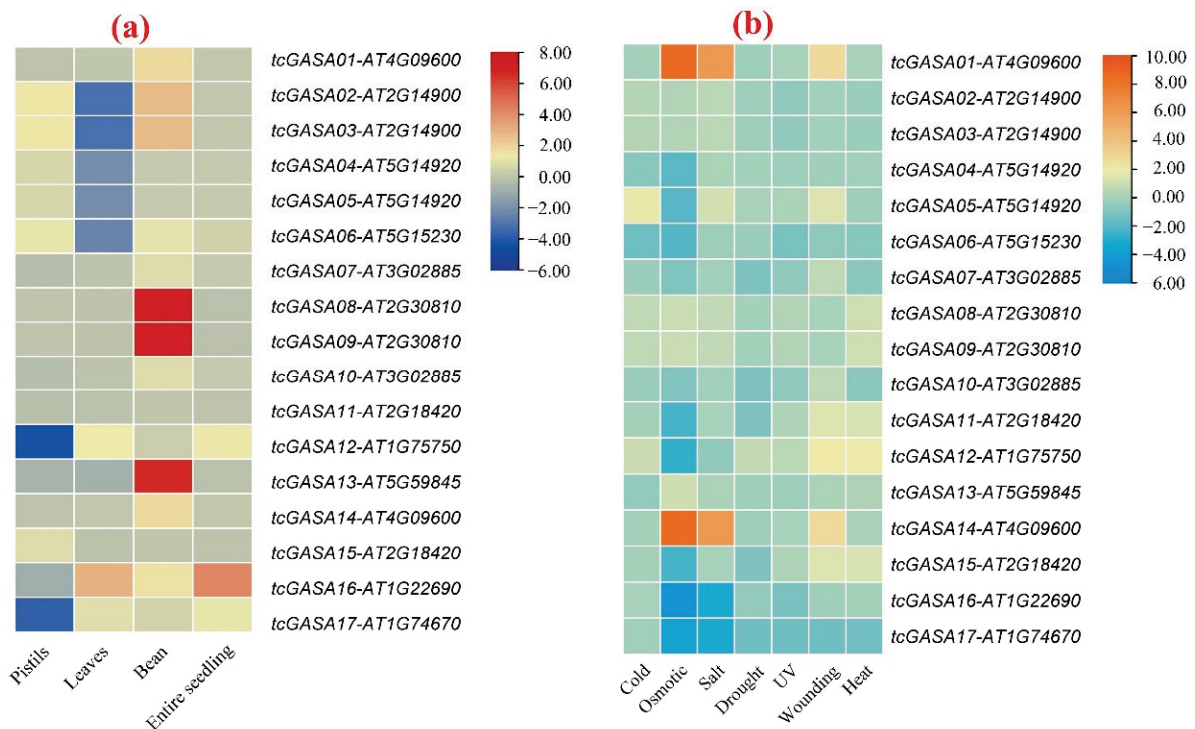 (a)
(b)
tcGASA01-AT4G09600
tcGASA02-AT2G14900
tcGASA03-AT2G14900
tcGASA04-AT5G14920
tcGASA05-AT5G14920
tcGASA06-AT5G15230
tcGASA07-AT3G02885
tcGASA08-AT2G30810
tcGASA09-AT2G30810
tcGASA10-AT3G02885
tcGASA11-AT2G18420
tcGASA12-AT1G75750
tcGASA13-AT5G59845
tcGASA14-AT4G09600
tcGASA15-AT2G18420
tcGASA16-AT1G22690
tcGASA17-AT1G74670
8.00
6.00
4.00
2.00
0.00
−2.00
−4.00
−6.00
Pistils
Leaves
Bean
Entire seedling
tcGASA01-AT4G09600
tcGASA02-AT2G14900
tcGASA03-AT2G14900
tcGASA04-AT5G14920
tcGASA05-AT5G14920
tcGASA06-AT5G15230
tcGASA07-AT3G02885
tcGASA08-AT2G30810
tcGASA09-AT2G30810
tcGASA10-AT3G02885
tcGASA11-AT2G18420
tcGASA12-AT1G75750
tcGASA13-AT5G59845
tcGASA14-AT4G09600
tcGASA15-AT2G18420
tcGASA16-AT1G22690
tcGASA17-AT1G74670
10.00
8.00
6.00
4.00
2.00
0.00
−2.00
−4.00
6.00
Cold
Osmotic
Salt
Drought
UV
Wounding
Heat